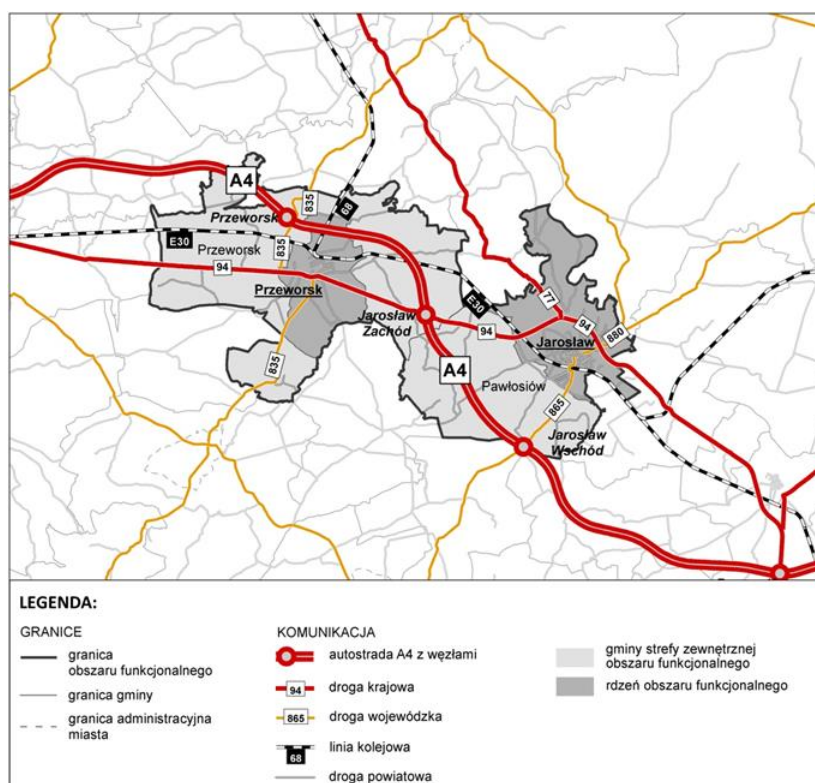 A4
835
68
Przeworsk
E30
Przeworsk
835
94
Przeworsk
Jarosław
Zachód
E30
77
94
94
880
Jarosław
835
A4
Pawłosiów
865
Jarosław
Wschód
LEGENDA:
GRANICE
granica
obszaru funkcjonalnego
granica gminy
granica administracyjna
miasta
KOMUNIKACJA
autostrada A4 z węzłami
94 droga krajowa
865 droga wojewódzka
linia kolejowa
68
droga powiatowa
gminy strefy zewnętrznej
obszaru funkcjonalnego
rdzeń obszaru funkcjonalnego